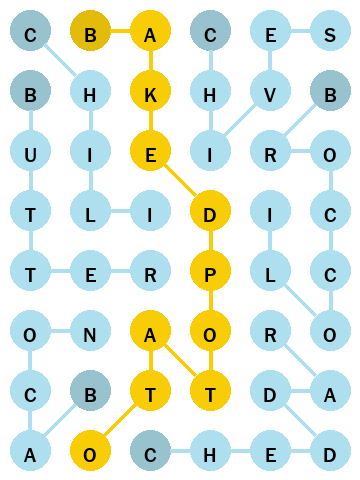 C B A C E S
B H K H V B
U I E I R O
T L I D I C
T E R P L C
O N A O R O
C B T T D A
A O C H E D